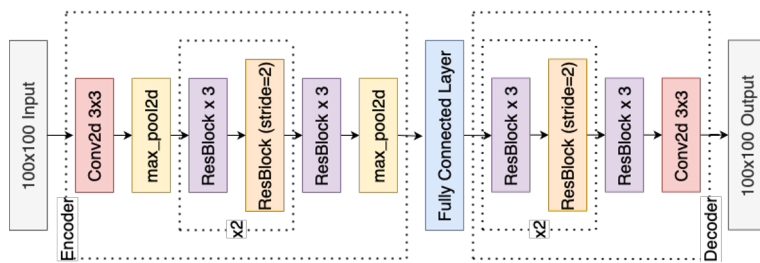 100x100 Input
Encoder
Conv2d 3x3
max_pool2d
ResBlock x 3
ResBlock (stride=2)
x2
ResBlock x 3
max_pool2d
Fully Connected Layer
ResBlock x 3
ResBlock (stride=2)
x2
ResBlock x 3
Conv2d 3x3
Decoder
100x100 Output